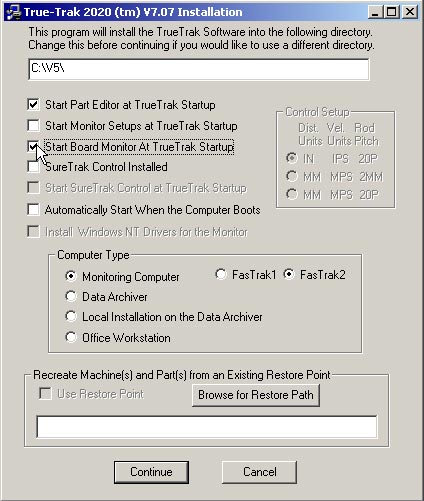 True-Trak 2020 (tm) V7.07 Installation
This program will install the TrueTrak Software into the following directory.
Change this before continuing if you would like to use a different directory.
C:\V5\
Start Part Editor at TrueTrak Startup
Start Monitor Setups at TrueTrak Startup
Start Board Monitor At TrueTrak Startup
SureTrak Control Installed
Start SureTrak Control at TrueTrak Startup
Automatically Start When the Computer Boots
Install Windows NT Drivers for the Monitor
Control Setup
Dist. Vel. Rod
Units Units Pitch
IN IPS 20P
MM MPS 2MM
MM MPS 20P
Computer Type
Monitoring Computer FasTrak1 FasTrak2
Data Archiver
Local Installation on the Data Archiver
Office Workstation
Recreate Machine(s) and Part(s) from an Existing Restore Point
Use Restore Point Browse for Restore Path
Continue Cancel